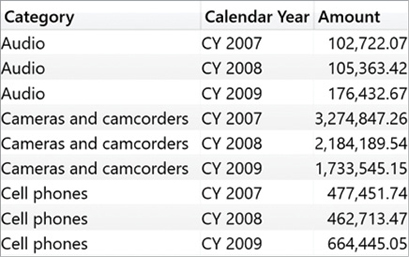 Category Calendar Year Amount
Audio CY 2007 102,722.07
Audio CY 2008 105,363.42
Audio CY 2009 176,432.67
Cameras and camcorders CY 2007 3,274,847.26
Cameras and camcorders CY 2008 2,184,189.54
Cameras and camcorders CY 2009 1,733,545.15
Cell phones CY 2007 477,451.74
Cell phones CY 2008 462,713.47
Cell phones CY 2009 664,445.05